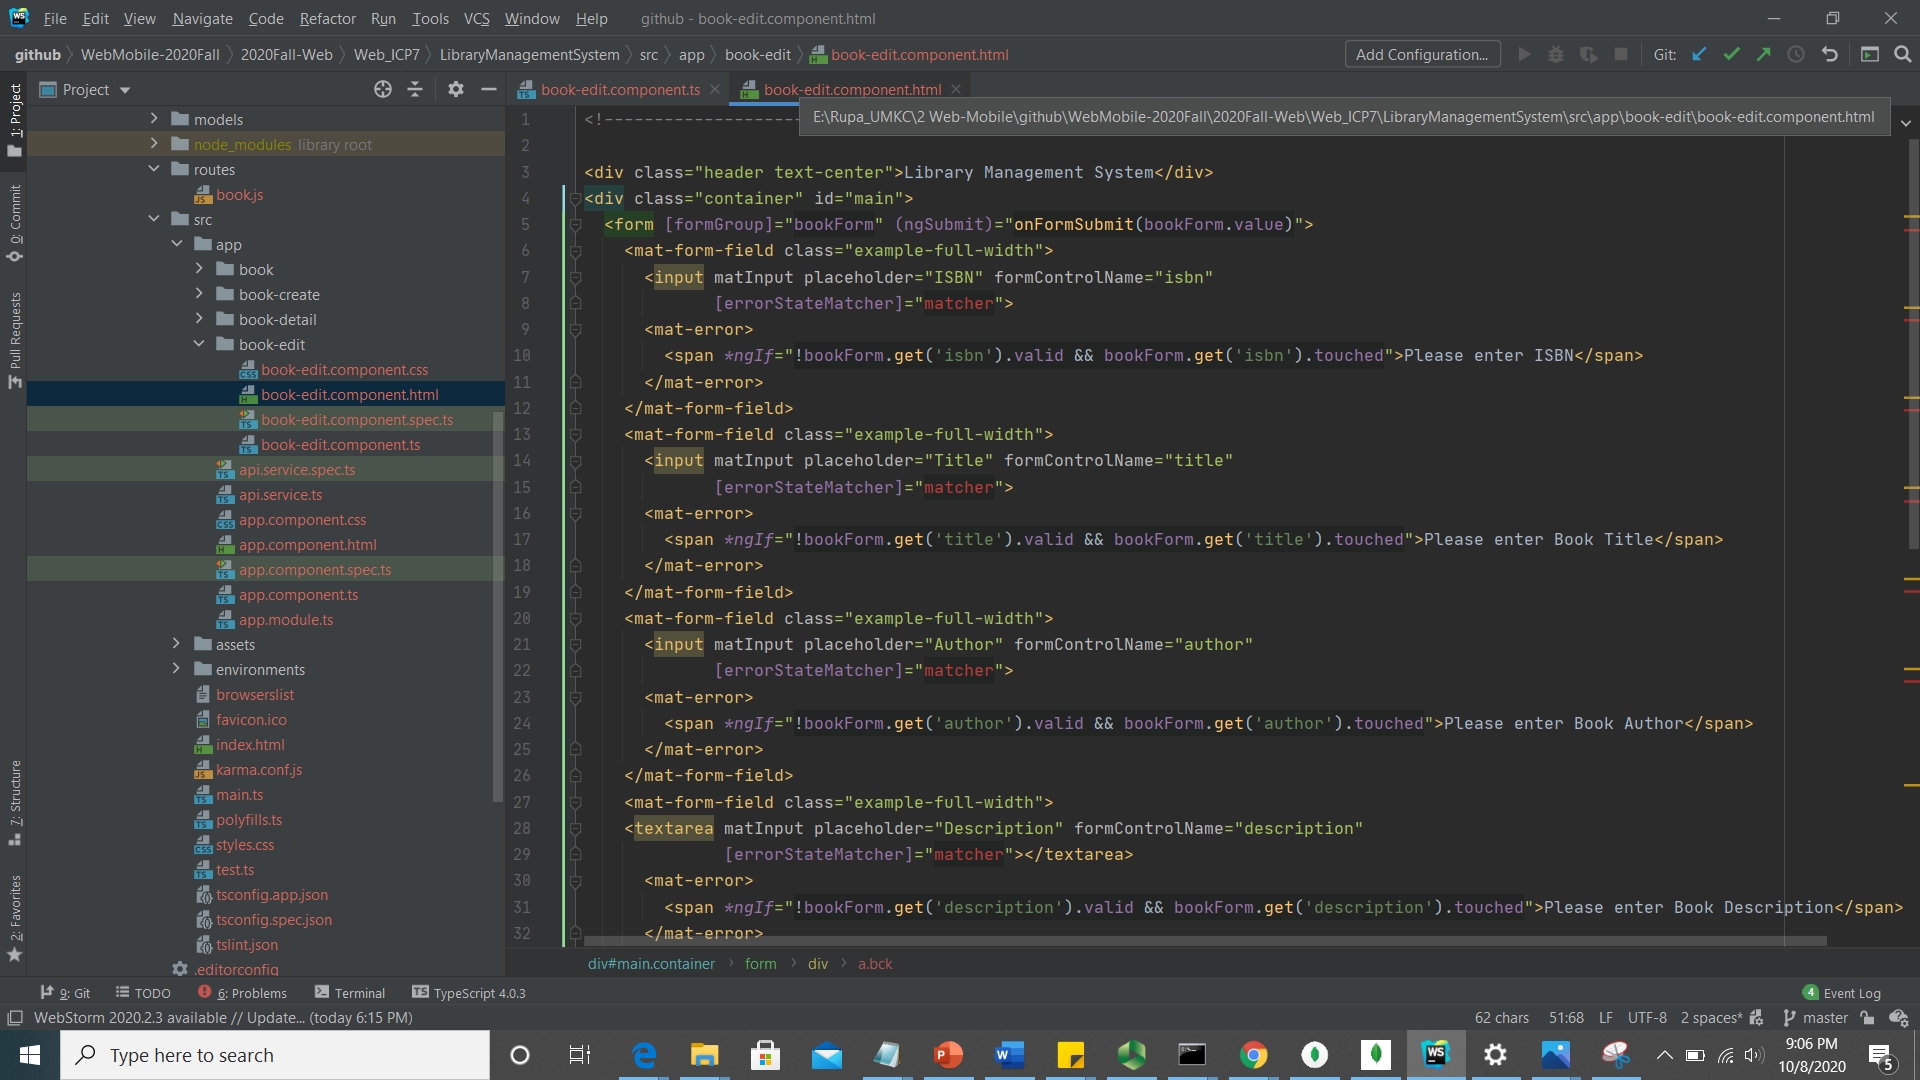 File Edit View Navigate Code Refactor Run Tools VCS Window Help github - book-edit.component.html
github WebMobile-2020Fall 2020Fall-Web Web_ICP7 LibraryManagementSystem src app book-edit book-edit.component.html Add Configuration... Git:
Project
book-edit.component.ts book-edit.component.html
E:\Rupa_UMKC\2 Web-Mobile\github\WebMobile-2020Fall\2020Fall-Web\Web_ICP7\LibraryManagementSystem\src\app\book-edit\book-edit.component.html
1: Project
0: Commit
Pull Requests
7: Structure
2: Favorites
models
node_modules library root
routes
book.js
src
app
book
book-create
book-detail
book-edit
book-edit.component.css
book-edit.component.html
book-edit.component.spec.ts
book-edit.component.ts
api.service.spec.ts
api.service.ts
app.component.css
app.component.html
app.component.spec.ts
app.component.ts
app.module.ts
assets
environments
browserslist
favicon.ico
index.html
karma.conf.js
main.ts
polyfills.ts
styles.css
test.ts
tsconfig.app.json
tsconfig.spec.json
tslint.json
.editorconfig
1 <!--------------------
2
3 <div class="header text-center">Library Management System</div>
4 <div class="container" id="main">
5 <form [formGroup]="bookForm" (ngSubmit)="onFormSubmit(bookForm.value)">
6 <mat-form-field class="example-full-width">
7 <input matInput placeholder="ISBN" formControlName="isbn"
8 [errorStateMatcher]="matcher">
9 <mat-error>
10 <span *ngIf="!bookForm.get('isbn').valid && bookForm.get('isbn').touched">Please enter ISBN</span>
11 </mat-error>
12 </mat-form-field>
13 <mat-form-field class="example-full-width">
14 <input matInput placeholder="Title" formControlName="title"
15 [errorStateMatcher]="matcher">
16 <mat-error>
17 <span *ngIf="!bookForm.get('title').valid && bookForm.get('title').touched">Please enter Book Title</span>
18 </mat-error>
19 </mat-form-field>
20 <mat-form-field class="example-full-width">
21 <input matInput placeholder="Author" formControlName="author"
22 [errorStateMatcher]="matcher">
23 <mat-error>
24 <span *ngIf="!bookForm.get('author').valid && bookForm.get('author').touched">Please enter Book Author</span>
25 </mat-error>
26 </mat-form-field>
27 <mat-form-field class="example-full-width">
28 <textarea matInput placeholder="Description" formControlName="description"
29 [errorStateMatcher]="matcher"></textarea>
30 <mat-error>
31 <span *ngIf="!bookForm.get('description').valid && bookForm.get('description').touched">Please enter Book Description</span>
32 </mat-error>
div#main.container form div a.bck
9: Git TODO 6: Problems Terminal TypeScript 4.0.3 4 Event Log
WebStorm 2020.2.3 available // Update... (today 6:15 PM) 62 chars 51:68 LF UTF-8 2 spaces* master
Type here to search
9:06 PM
10/8/2020
5